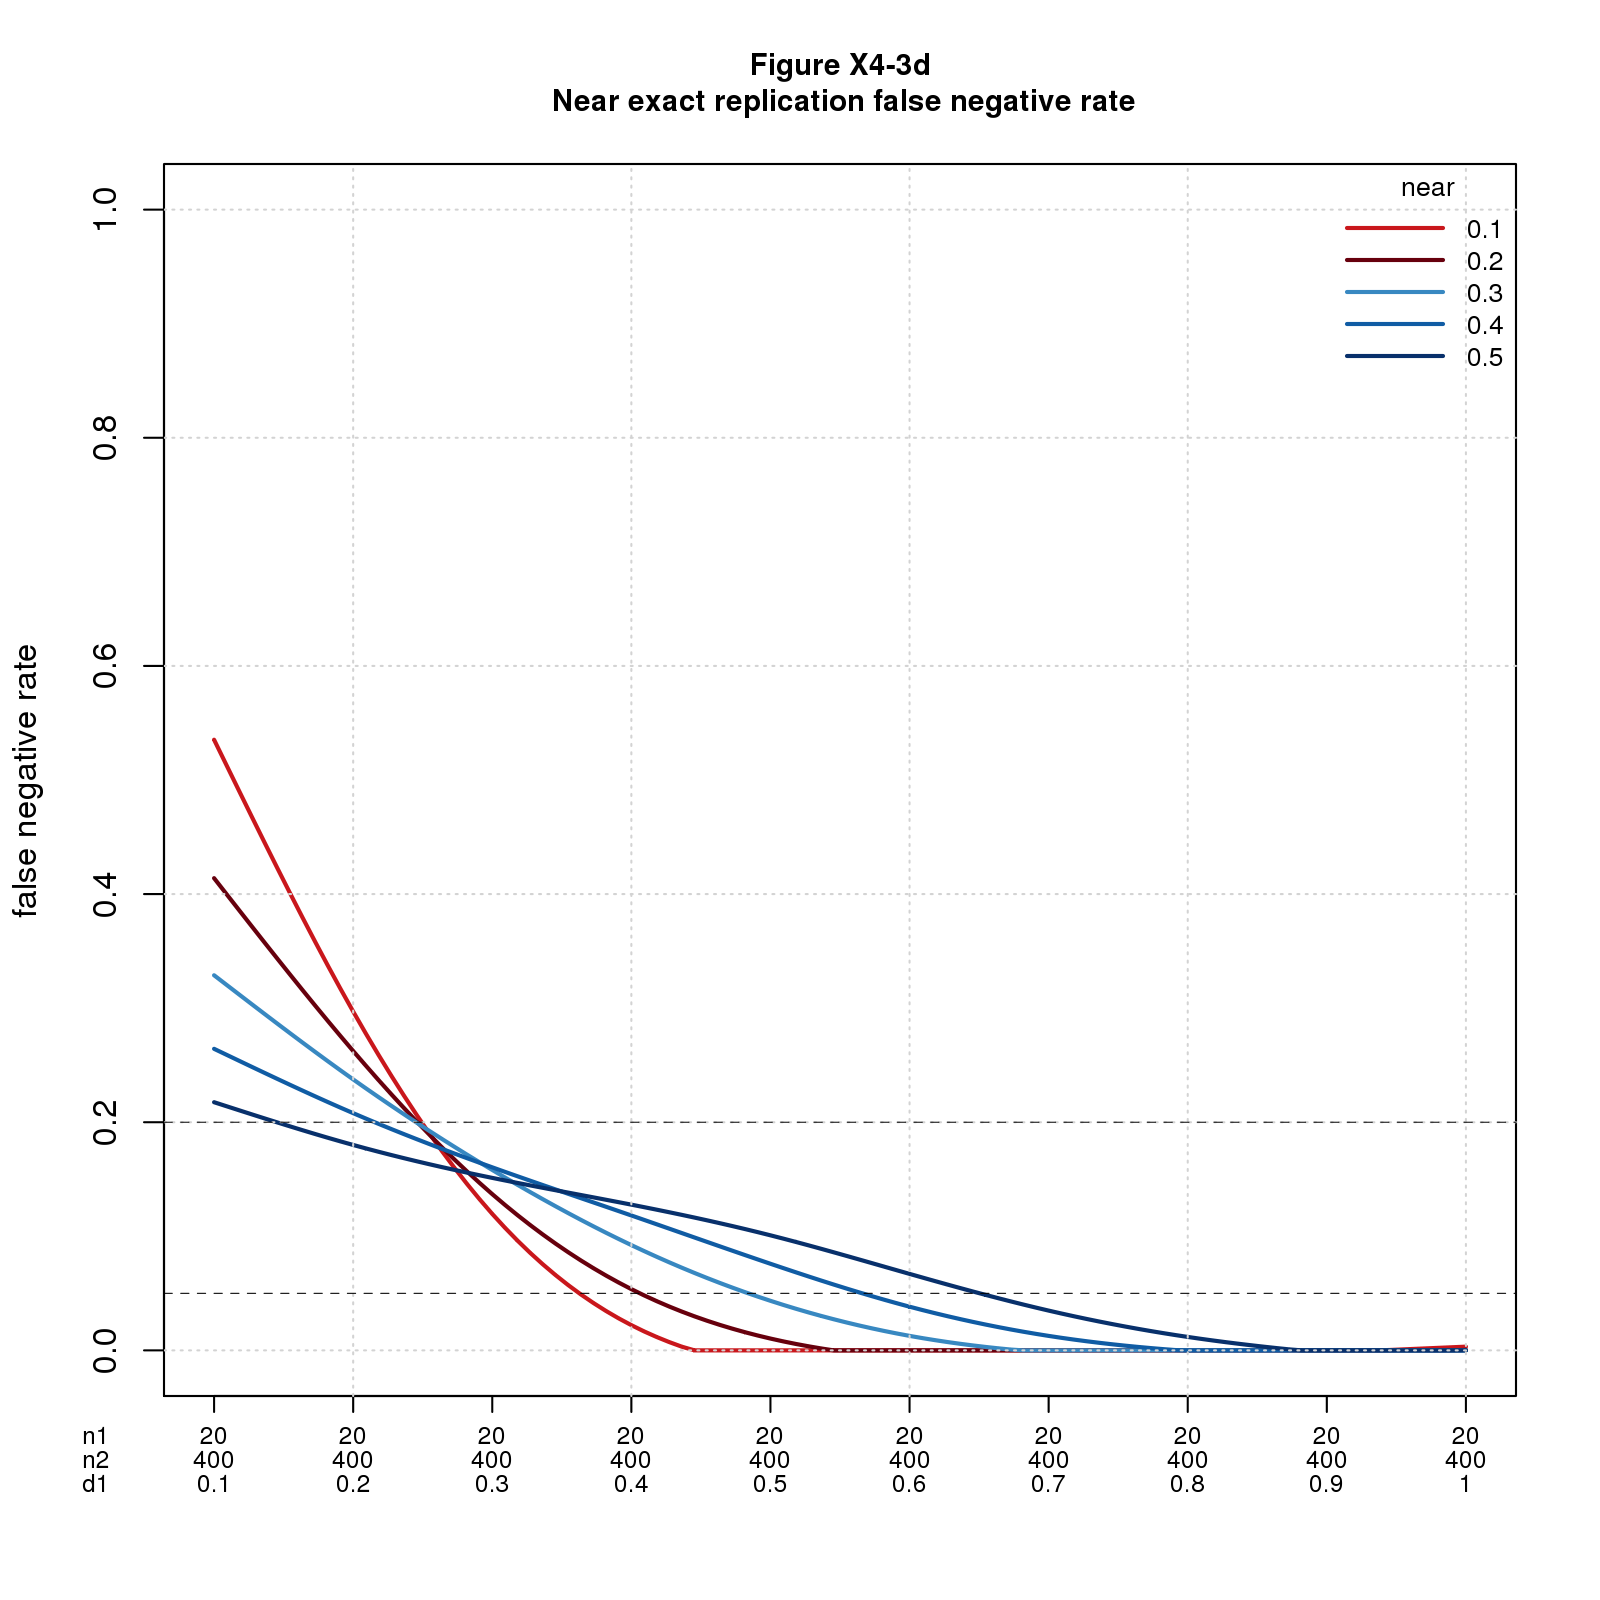 Figure X4-3d
Near exact replication false negative rate
near
0.1
0.2
0.3
0.4
0.5
false negative rate
1.0
0.8
0.6
0.4
0.2
0.0
n1 20 20 20 20 20 20 20 20 20 20
n2 400 400 400 400 400 400 400 400 400 400
d1 0.1 0.2 0.3 0.4 0.5 0.6 0.7 0.8 0.9 1